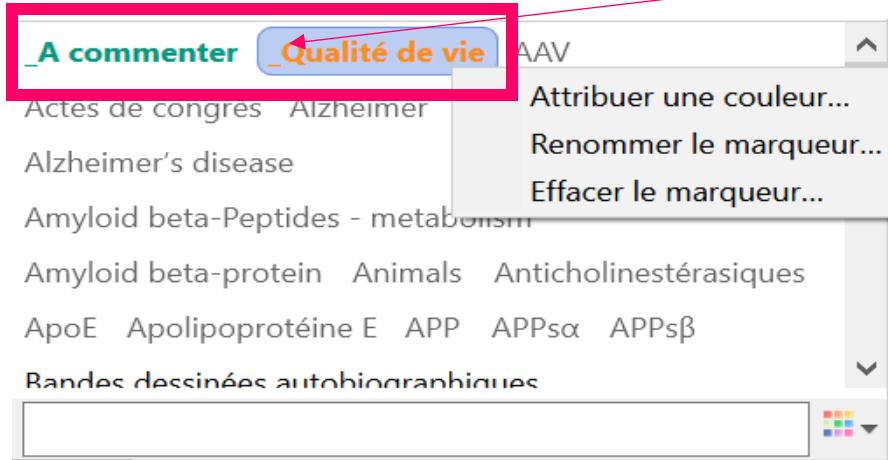 _A commenter _Qualité de vie AAV
Actes de congrès Alzheimer
Attribuer une couleur...
Renommer le marqueur...
Effacer le marqueur...
Alzheimer's disease
Amyloid beta-Peptides - metabolism
Amyloid beta-protein Animals Anticholinestérasiques
ApoE Apolipoprotéine E APP APPsα APPsβ
Bandes dessinées autobiographiques